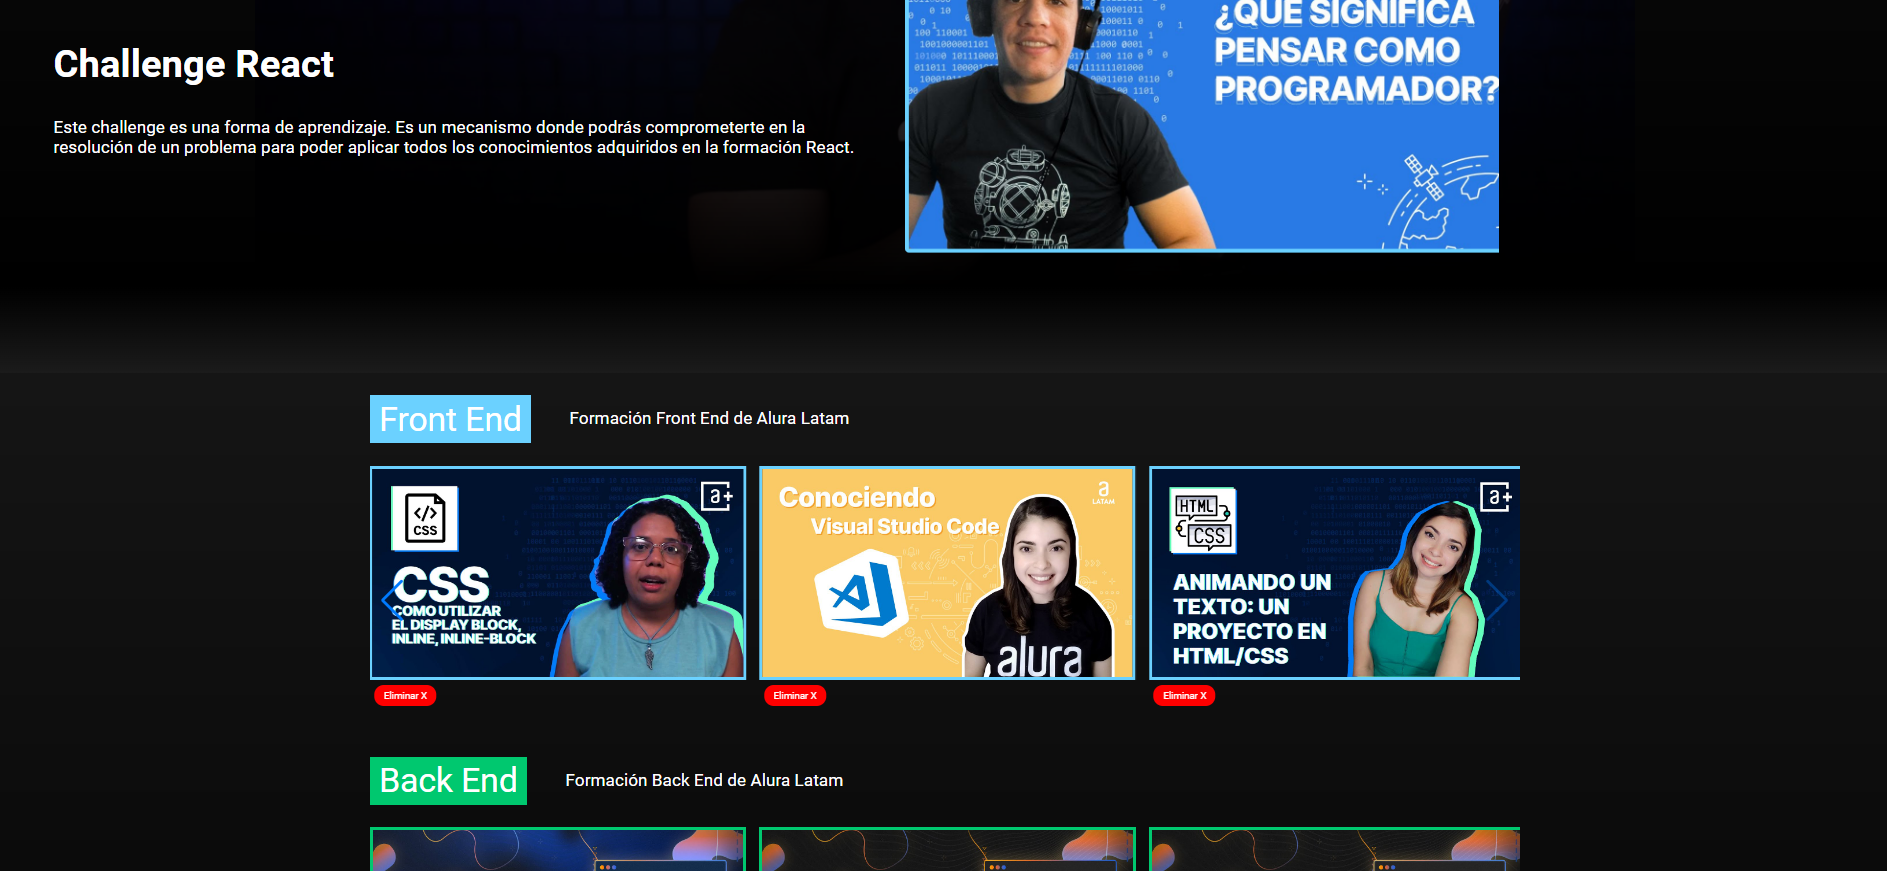 ¿QUÉ SIGNIFICA
PENSAR COMO
PROGRAMADOR?
Challenge React
Este challenge es una forma de aprendizaje. Es un mecanismo donde podrás comprometerte en la
resolución de un problema para poder aplicar todos los conocimientos adquiridos en la formación React.
Front End
Formación Front End de Alura Latam
CSS
a+
CSS
COMO UTILIZAR
EL DISPLAY BLOCK,
INLINE, INLINE-BLOCK
Conociendo
Visual Studio Code
a
LATAM
alura
HTML
CSS
a+
ANIMANDO UN
TEXTO: UN
PROYECTO EN
HTML/CSS
Eliminar X
Eliminar X
Eliminar X
Back End
Formación Back End de Alura Latam